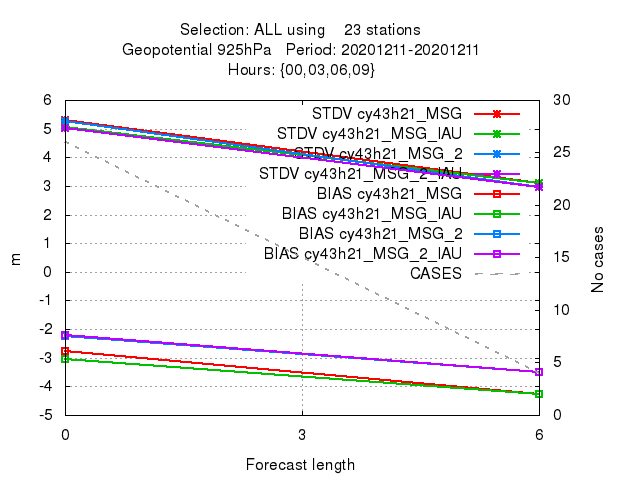 Selection: ALL using 23 stations
Geopotential 925hPa Period: 20201211-20201211
Hours: {00,03,06,09}
6
5
4
3
2
1
0
-1
-2
-3
-4
-5
m
30
25
20
15
10
5
0
No cases
STDV cy43h21_MSG
STDV cy43h21_MSG_IAU
STDV cy43h21_MSG_2
STDV cy43h21_MSG_2_IAU
BIAS cy43h21_MSG
BIAS cy43h21_MSG_IAU
BIAS cy43h21_MSG_2
BIAS cy43h21_MSG_2_IAU
CASES
0 3 6
Forecast length